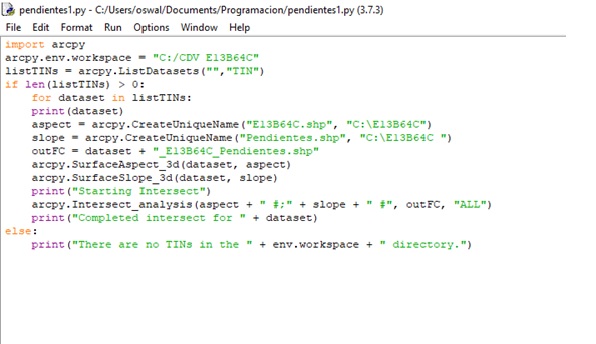 pendientes1.py - C:/Users/oswal/Documents/Programacion/pendientes1.py (3.7.3)
File Edit Format Run Options Window Help
import arcpy
arcpy.env.workspace = "C:/CDV E13B64C"
listTINs = arcpy.ListDatasets("","TIN")
if len(listTINs) > 0:
    for dataset in listTINs:
    print(dataset)
    aspect = arcpy.CreateUniqueName("E13B64C.shp", "C:\E13B64C")
    slope = arcpy.CreateUniqueName("Pendientes.shp", "C:\E13B64C ")
    outFC = dataset + "_E13B64C_Pendientes.shp"
    arcpy.SurfaceAspect_3d(dataset, aspect)
    arcpy.SurfaceSlope_3d(dataset, slope)
    print("Starting Intersect")
    arcpy.Intersect_analysis(aspect + " #;" + slope + " #", outFC, "ALL")
    print("Completed intersect for " + dataset)
else:
    print("There are no TINs in the " + env.workspace + " directory.")